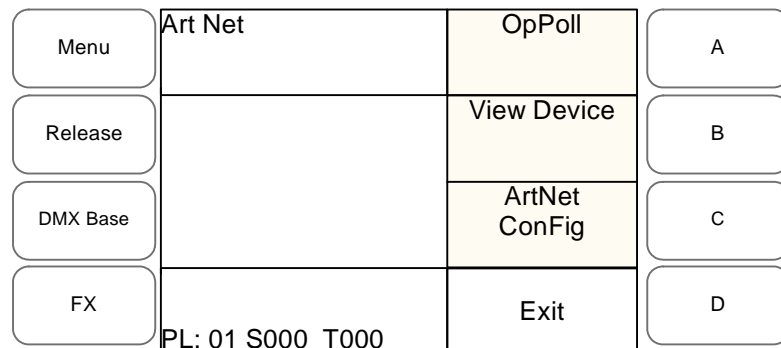 Menu
Art Net
OpPoll
A
Release
View Device
B
DMX Base
ArtNet
ConFig
C
FX
PL: 01 S000 T000
Exit
D